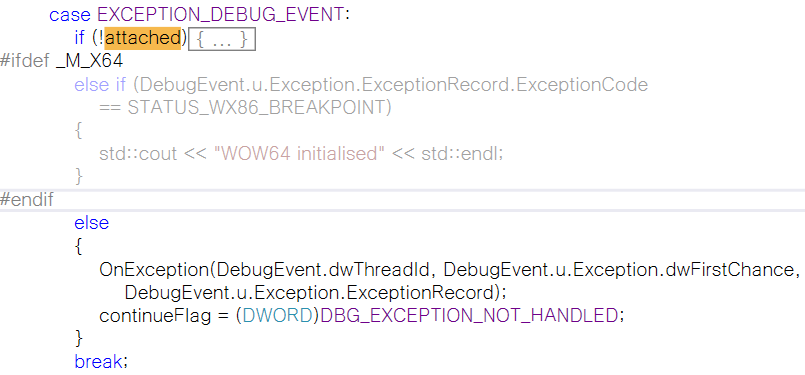 case EXCEPTION_DEBUG_EVENT:
if (!attached){ ... }
#ifdef _M_X64
else if (DebugEvent.u.Exception.ExceptionRecord.ExceptionCode
== STATUS_WX86_BREAKPOINT)
{
std::cout << "WOW64 initialised" << std::endl;
}
#endif
else
{
OnException(DebugEvent.dwThreadId, DebugEvent.u.Exception.dwFirstChance,
DebugEvent.u.Exception.ExceptionRecord);
continueFlag = (DWORD)DBG_EXCEPTION_NOT_HANDLED;
}
break;